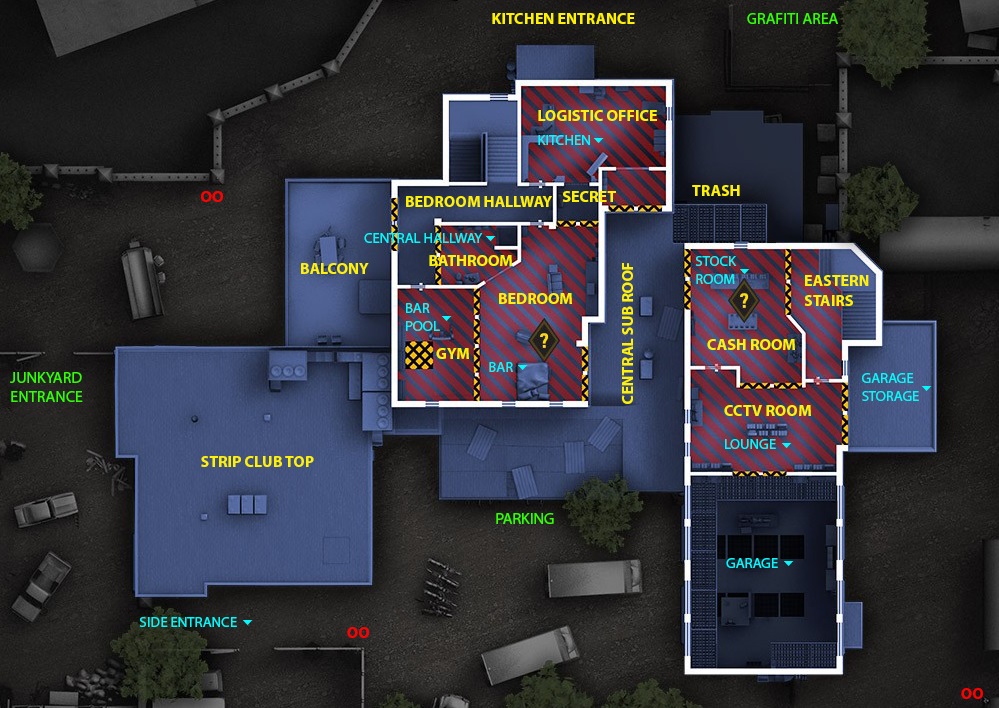 KITCHEN ENTRANCE
GRAFITI AREA
LOGISTIC OFFICE
KITCHEN
OO
BEDROOM HALLWAY
SECRET
TRASH
CENTRAL HALLWAY
BATHROOM
BALCONY
BEDROOM
BAR
POOL
GYM
?
BAR
CENTRAL SUB ROOF
STOCK
ROOM
?
EASTERN
STAIRS
CASH ROOM
JUNKYARD
ENTRANCE
GARAGE
STORAGE
CCTV ROOM
LOUNGE
STRIP CLUB TOP
PARKING
GARAGE
SIDE ENTRANCE
OO
OO